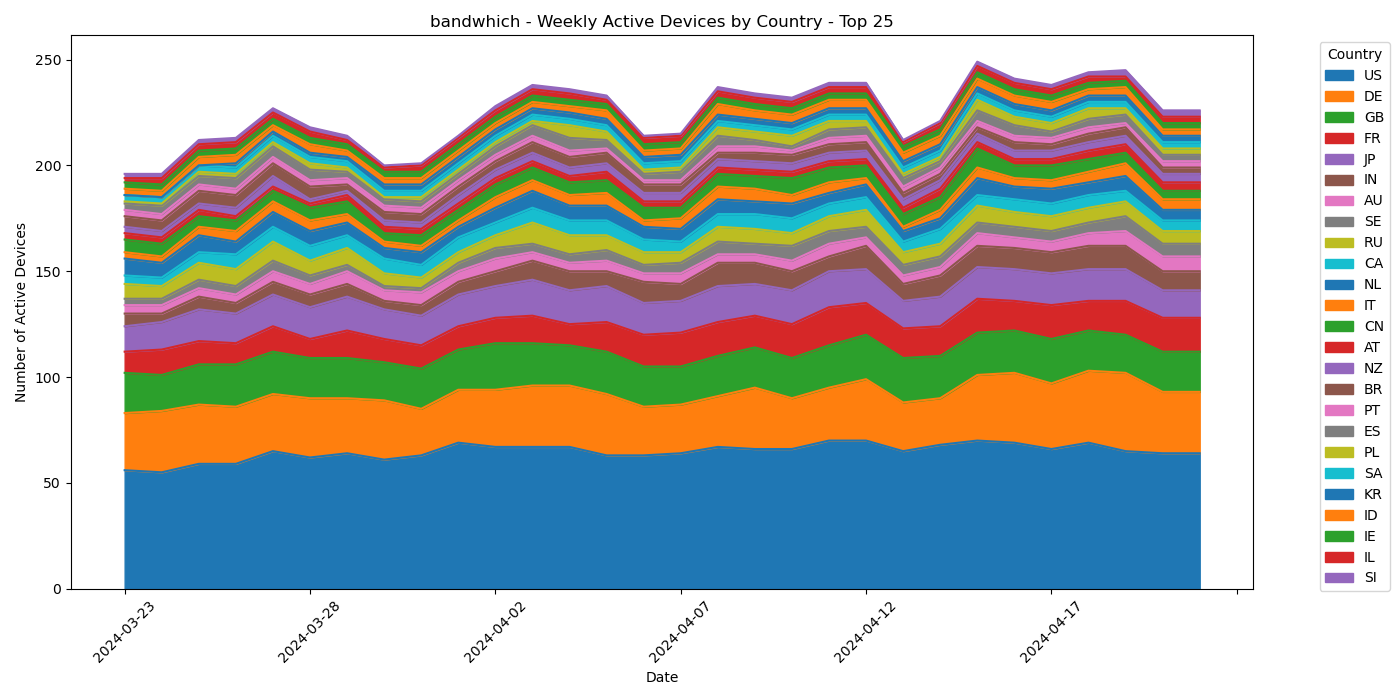 bandwhich - Weekly Active Devices by Country - Top 25
Number of Active Devices
250
200
150
100
50
0
2024-03-23
2024-03-28
2024-04-02
2024-04-07
2024-04-12
2024-04-17
Date
Country
US
DE
GB
FR
JP
IN
AU
SE
RU
CA
NL
IT
CN
AT
NZ
BR
PT
ES
PL
SA
KR
ID
IE
IL
SI